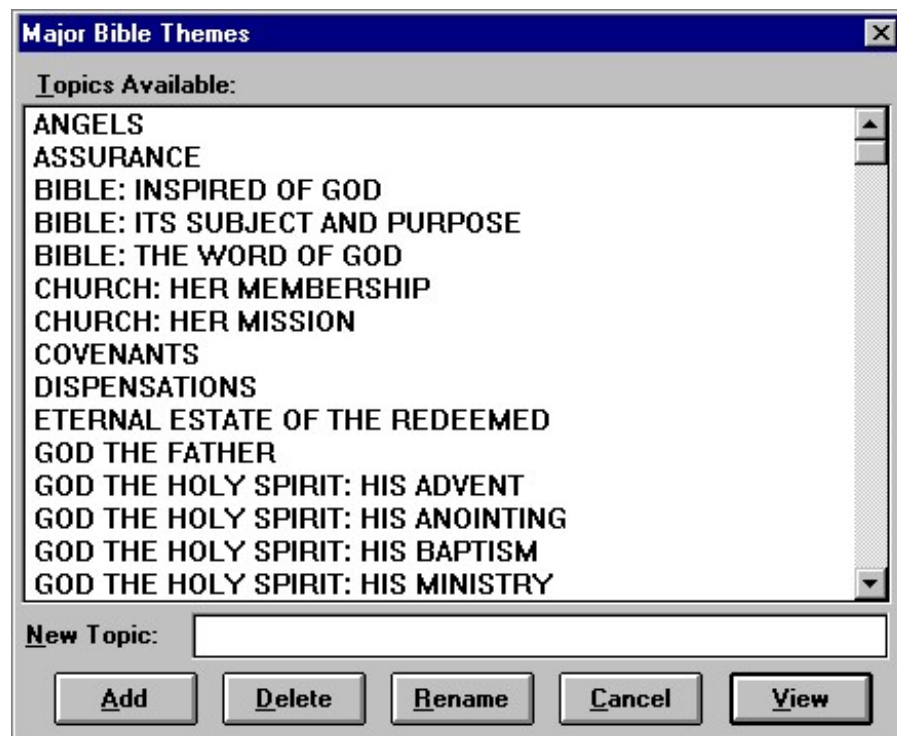 Major Bible Themes
Topics Available:
ANGELS
ASSURANCE
BIBLE: INSPIRED OF GOD
BIBLE: ITS SUBJECT AND PURPOSE
BIBLE: THE WORD OF GOD
CHURCH: HER MEMBERSHIP
CHURCH: HER MISSION
COVENANTS
DISPENSATIONS
ETERNAL ESTATE OF THE REDEEMED
GOD THE FATHER
GOD THE HOLY SPIRIT: HIS ADVENT
GOD THE HOLY SPIRIT: HIS ANOINTING
GOD THE HOLY SPIRIT: HIS BAPTISM
GOD THE HOLY SPIRIT: HIS MINISTRY
New Topic:
Add Delete Rename Cancel View